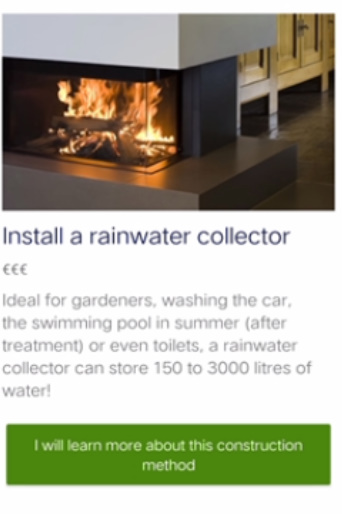 Install a rainwater collector
€€€
Ideal for gardeners, washing the car,
the swimming pool in summer (after
treatment) or even toilets, a rainwater
collector can store 150 to 3000 litres of
water!
I will learn more about this construction
method